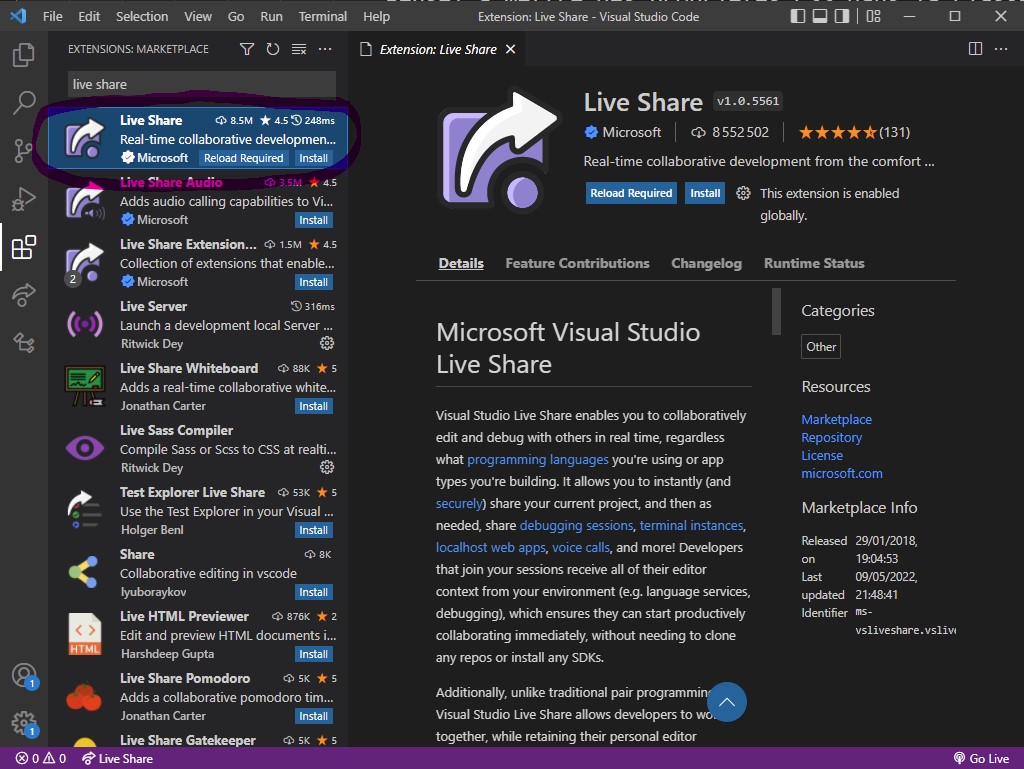 File Edit Selection View Go Run Terminal Help Extension: Live Share - Visual Studio Code
EXTENSIONS: MARKETPLACE
live share
Live Share 8.5M 4.5 248ms
Real-time collaborative developmen...
Microsoft Reload Required Install
Live Share Audio 3.5M 4.5
Adds audio calling capabilities to Vi...
Microsoft Install
Live Share Extension... 1.5M 4.5
Collection of extensions that enable...
2 Microsoft Install
Live Server 316ms
Launch a development local Server ...
Ritwick Dey
Live Share Whiteboard 88K 5
Adds a real-time collaborative white...
Jonathan Carter Install
Live Sass Compiler
Compile Sass or Scss to CSS at realti...
Ritwick Dey
Test Explorer Live Share 53K 5
Use the Test Explorer in your Visual ...
Holger Benl Install
Share 8K
Collaborative editing in vscode
lyuboraykov Install
Live HTML Previewer 876K 2
Edit and preview HTML documents i...
HTML
Harshdeep Gupta Install
Live Share Pomodoro 5K 5
Adds a collaborative pomodoro tim...
Jonathan Carter Install
Live Share Gatekeeper 5K 5
1
1
Extension: Live Share
Live Share v1.0.5561
Microsoft 8552502 (131)
Real-time collaborative development from the comfort ...
Reload Required Install This extension is enabled
globally.
Details Feature Contributions Changelog Runtime Status
Microsoft Visual Studio
Live Share
Visual Studio Live Share enables you to collaboratively
edit and debug with others in real time, regardless
what programming languages you're using or app
types you're building. It allows you to instantly (and
securely) share your current project, and then as
needed, share debugging sessions, terminal instances,
localhost web apps, voice calls, and more! Developers
that join your sessions receive all of their editor
context from your environment (e.g. language services,
debugging), which ensures they can start productively
collaborating immediately, without needing to clone
any repos or install any SDKs.
Additionally, unlike traditional pair programming
Visual Studio Live Share allows developers to
together, while retaining their personal editor
Categories
Other
Resources
Marketplace
Repository
License
microsoft.com
Marketplace Info
Released on 29/01/2018, 19:04:53
Last updated 09/05/2022, 21:48:41
Identifier ms-
vsliveshare.vslive
0 0 Live Share Go Live